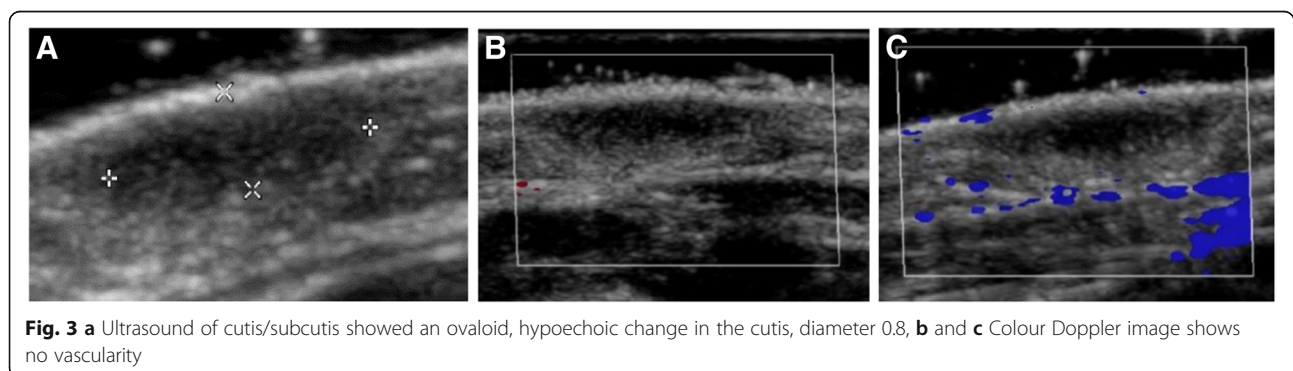 A
B
C
Fig. 3 a Ultrasound of cutis/subcutis showed an ovaloid, hypoechoic change in the cutis, diameter 0.8, b and c Colour Doppler image shows
no vascularity